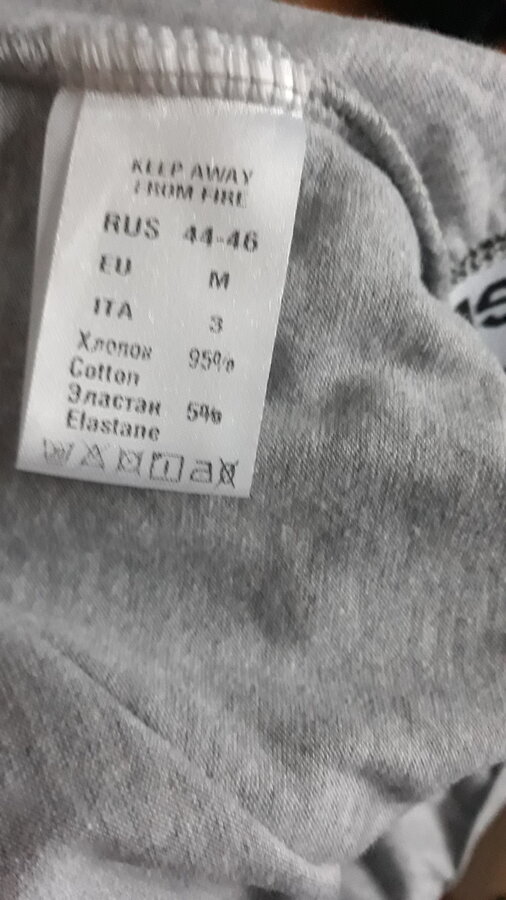 KEEP AWAY
FROM FIRE
RUS 44-46
EU M
ITA 3
Хлопок 95%
Cotton
Эластан 5%
Elastane